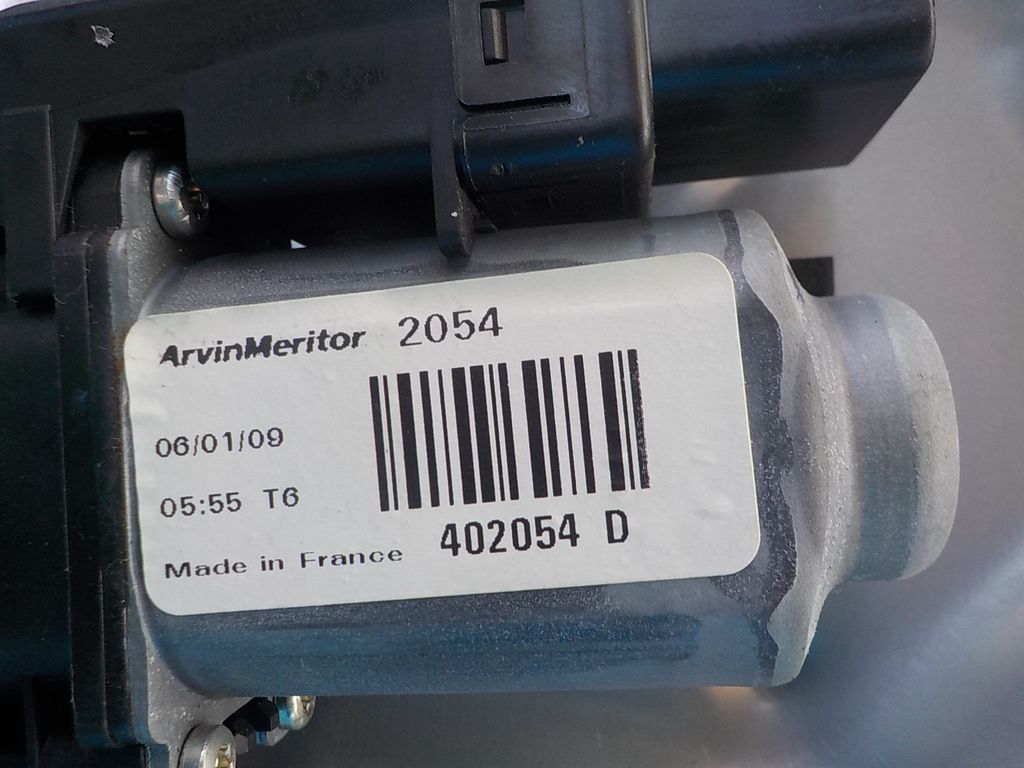 ArvinMeritor 2054
06/01/09
05:55 T6
Made in France 402054 D